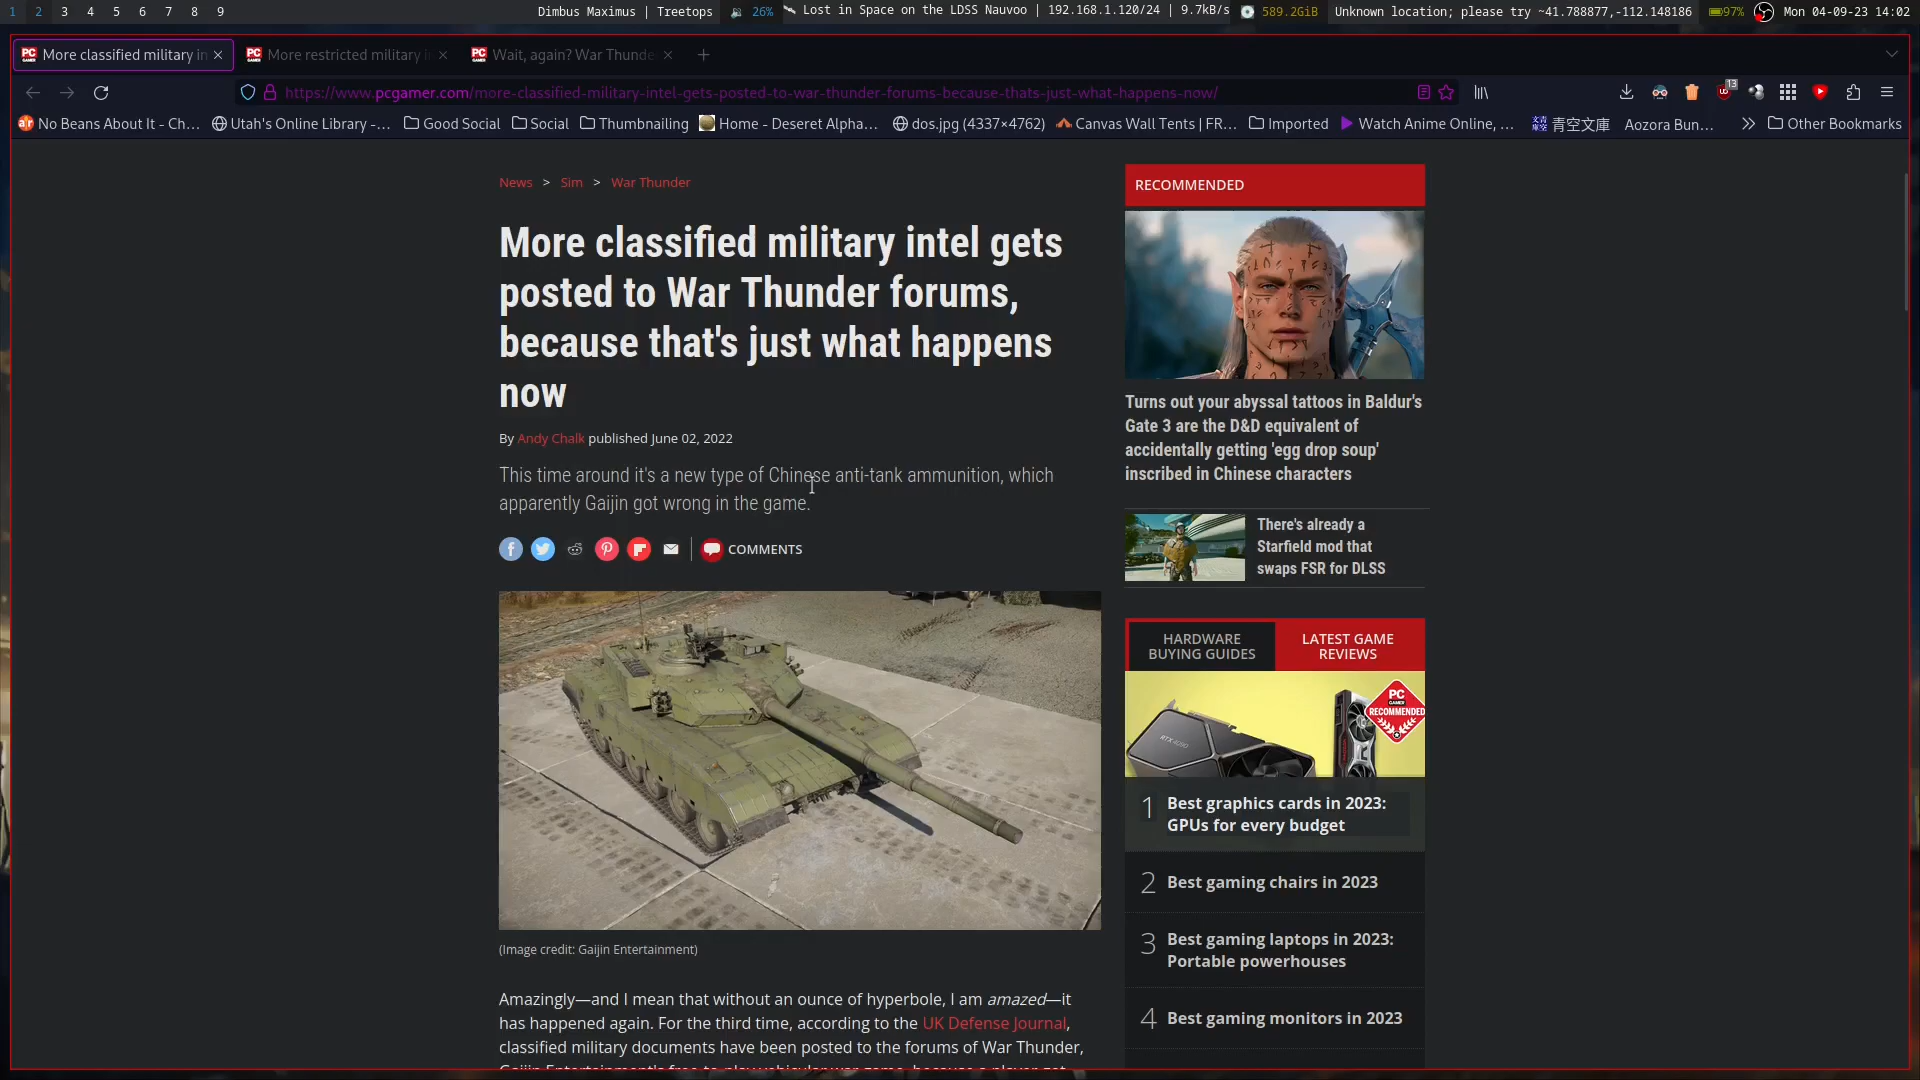 1 2 3 4 5 6 7 8 9 Dimbus Maximus | Treetops 26% Lost in Space on the LDSS Nauvoo | 192.168.1.120/24 | 9.7kB/s 589.2GiB Unknown location; please try ~41.788877,-112.148186 97% Mon 04-09-23 14:02
More classified military in More restricted military i Wait, again? War Thunde
https://www.pcgamer.com/more-classified-military-intel-gets-posted-to-war-thunder-forums-because-thats-just-what-happens-now/ 13
No Beans About It - Ch... Utah's Online Library -... Good Social Social Thumbnailing Home - Deseret Alpha... dos.jpg (4337×4762) Canvas Wall Tents | FR... Imported Watch Anime Online, ... 青空文庫 Aozora Bun... Other Bookmarks
News > Sim > War Thunder
More classified military intel gets
posted to War Thunder forums,
because that's just what happens
now
By Andy Chalk published June 02, 2022
This time around it's a new type of Chinese anti-tank ammunition, which
apparently Gaijin got wrong in the game.
COMMENTS
(Image credit: Gaijin Entertainment)
Amazingly—and I mean that without an ounce of hyperbole, I am amazed—it
has happened again. For the third time, according to the UK Defense Journal,
classified military documents have been posted to the forums of War Thunder,
RECOMMENDED
Turns out your abyssal tattoos in Baldur's
Gate 3 are the D&D equivalent of
accidentally getting 'egg drop soup'
inscribed in Chinese characters
There's already a
Starfield mod that
swaps FSR for DLSS
HARDWARE
BUYING GUIDES
LATEST GAME
REVIEWS
PC
GAMER
RECOMMENDED
1 Best graphics cards in 2023:
GPUs for every budget
2 Best gaming chairs in 2023
3 Best gaming laptops in 2023:
Portable powerhouses
4 Best gaming monitors in 2023